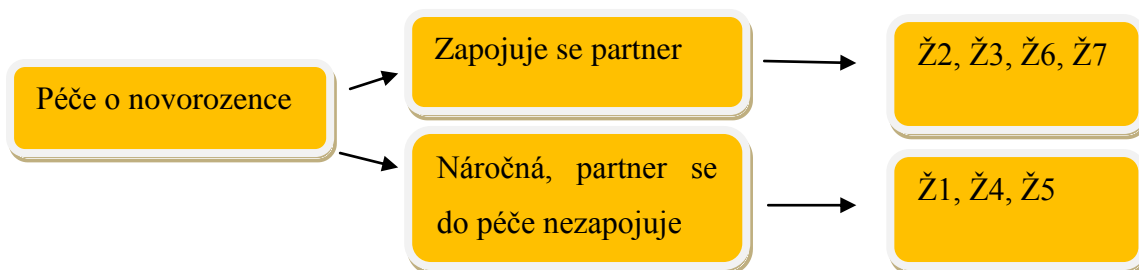 Péče o novorozence
Zapojuje se partner
Ž2, Ž3, Ž6, Ž7
Náročná, partner se
do péče nezapojuje
Ž1, Ž4, Ž5